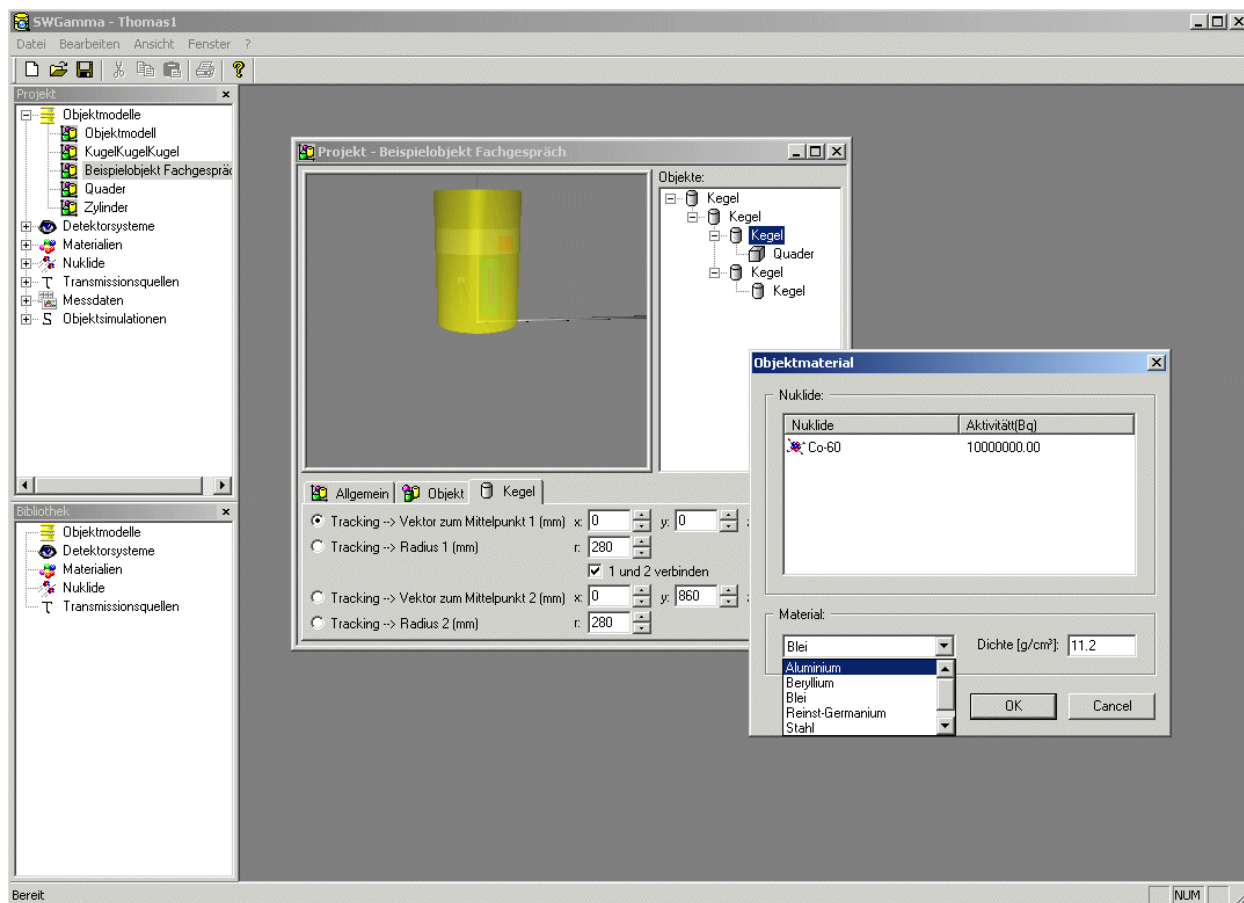 SWGamma - Thomas1
Datei Bearbeiten Ansicht Fenster ?
Projekt
Objektmodelle
Objektmodell
KugelKugelKugel
Beispielobjekt Fachgespräc
Quader
Zylinder
Detektorsysteme
Materialien
Nuklide
Transmissionsquellen
Messdaten
Objektsimulationen
Bibliothek
Objektmodelle
Detektorsysteme
Materialien
Nuklide
Transmissionsquellen
Projekt - Beispielobjekt Fachgespräch
Objekte:
Kegel
Kegel
Kegel
Quader
Kegel
Kegel
Allgemein Objekt Kegel
Tracking --> Vektor zum Mittelpunkt 1 (mm) x: 0 y: 0
Tracking --> Radius 1 (mm) r: 280
1 und 2 verbinden
Tracking --> Vektor zum Mittelpunkt 2 (mm) x: 0 y: 860
Tracking --> Radius 2 (mm) r: 280
Objektmaterial
Nuklide:
Nuklide Aktivitätt(Bq)
Co-60 10000000.00
Material:
Blei Dichte [g/cm³]: 11.2
Aluminium
Beryllium
Blei
Reinst-Germanium
Stahl
OK Cancel
Bereit NUM